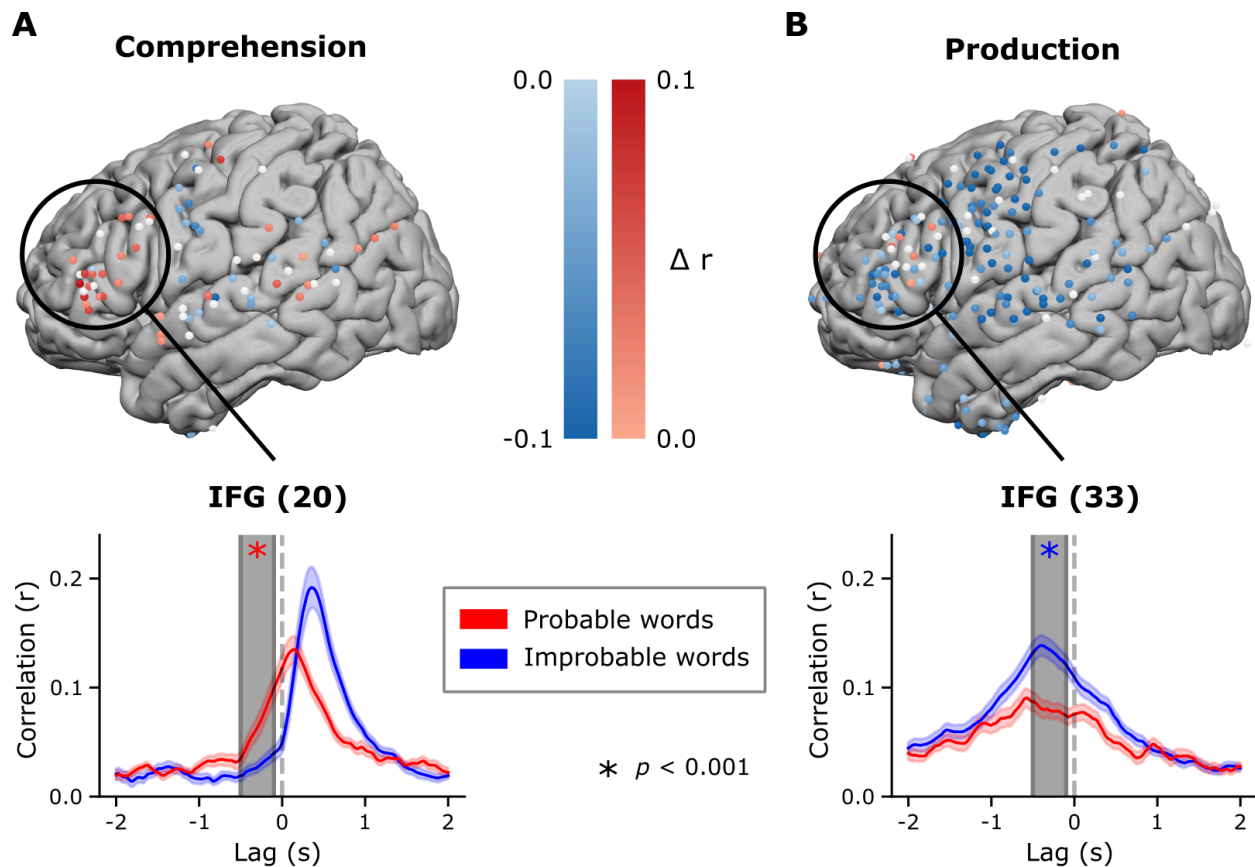 A
Comprehension
B
Production
0.0
0.1
Δ r
-0.1
0.0
IFG (20)
IFG (33)
*
*
0.2
0.1
0.0
Correlation (r)
-2
-1
0
1
2
Lag (s)
Probable words
Improbable words
* p < 0.001
0.2
0.1
0.0
Correlation (r)
-2
-1
0
1
2
Lag (s)